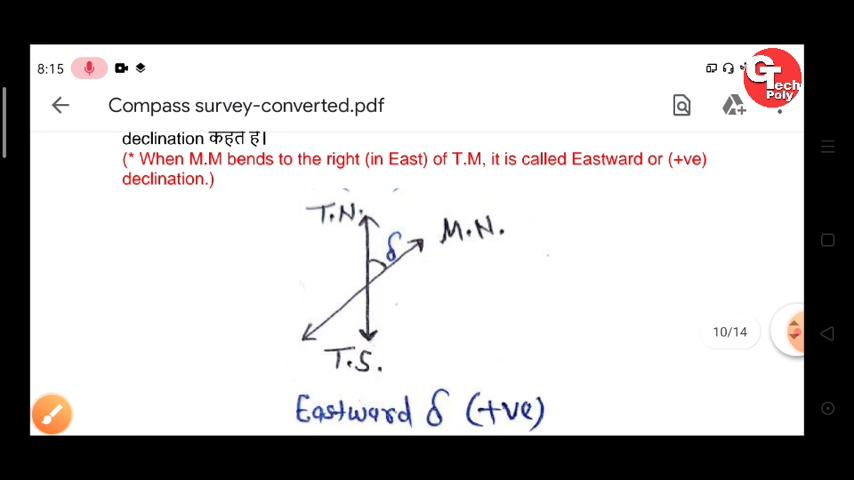 8:15
G Tech Poly
Compass survey-converted.pdf
declination कहत ह।
(* When M.M bends to the right (in East) of T.M, it is called Eastward or (+ve)
declination.)
T.N.
M.N.
δ
10/14
T.S.
Eastward δ (+ve)